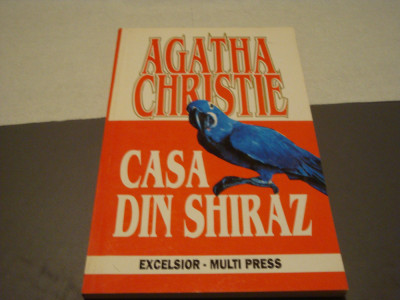 AGATHA
CHRISTIE
CASA
DIN SHIRAZ
EXCELSIOR - MULTI PRESS